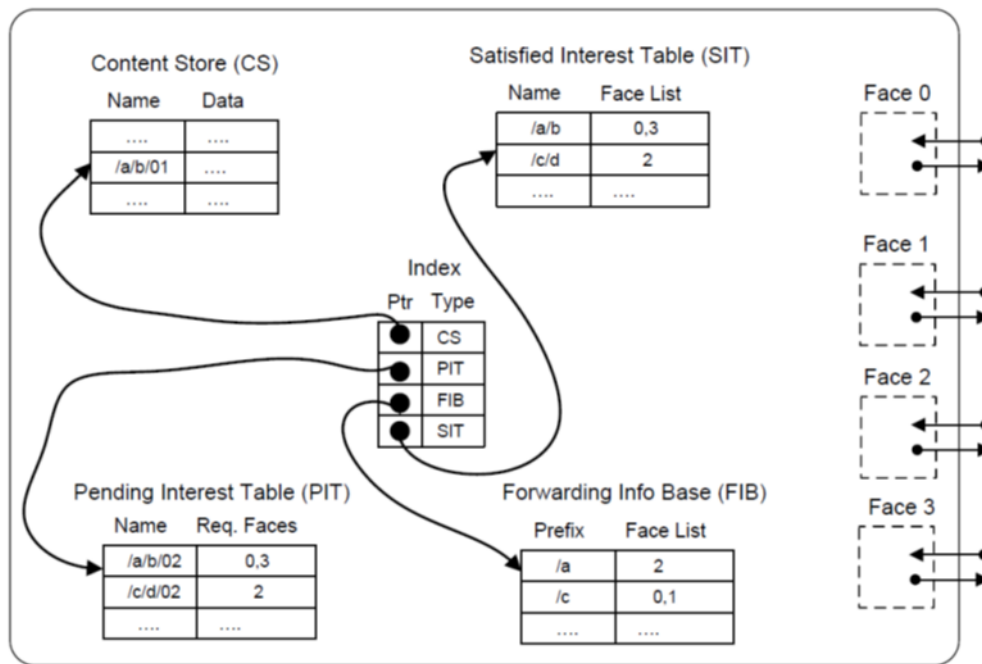 Content Store (CS)
Name Data
.... ....
/a/b/01 ....
.... ....
Satisfied Interest Table (SIT)
Name Face List
/a/b 0,3
/c/d 2
.... ....
Index
Ptr Type
CS
PIT
FIB
SIT
Pending Interest Table (PIT)
Name Req. Faces
/a/b/02 0,3
/c/d/02 2
.... ....
Forwarding Info Base (FIB)
Prefix Face List
/a 2
/c 0,1
.... ....
Face 0
Face 1
Face 2
Face 3